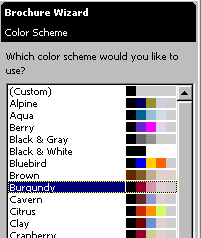 Brochure Wizard
Color Scheme
Which color scheme would you like to
use?
(Custom)
Alpine
Aqua
Berry
Black & Gray
Black & White
Bluebird
Brown
Burgundy
Cavern
Citrus
Clay
Cranberry